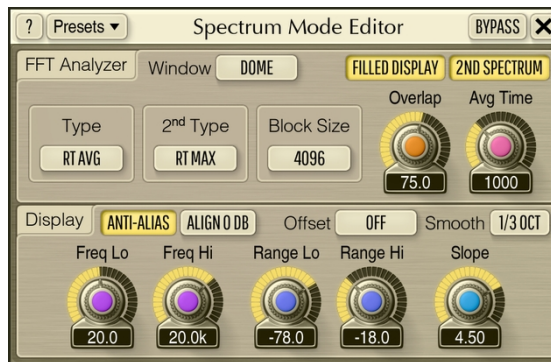 ? Presets ▼ Spectrum Mode Editor BYPASS X
FFT Analyzer Window DOME FILLED DISPLAY 2ND SPECTRUM
Overlap Avg Time
Type 2nd Type Block Size
RT AVG RT MAX 4096
75.0 1000
Display ANTI-ALIAS ALIGN 0 DB Offset OFF Smooth 1/3 OCT
Freq Lo Freq Hi Range Lo Range Hi Slope
20.0 20.0k -78.0 -18.0 4.50